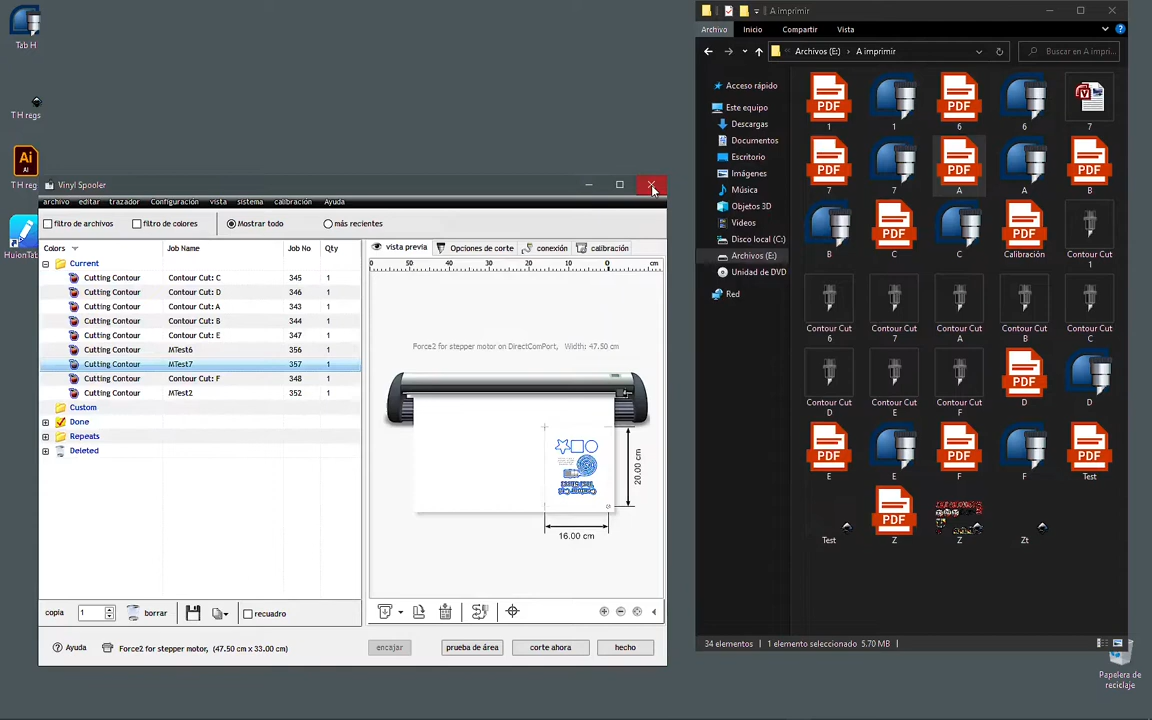 Tab H
T H regs
Ai
Ai
T H reg
HuionTab
Vinyl Spooler
archivo editar trazador Configuración vista sistema calibración Ayuda
filtro de archivos filtro de colores Mostrar todo más recientes
Colors Job Name Job No Qty
Current
Cutting Contour Contour Cut: C 345 1
Cutting Contour Contour Cut: D 346 1
Cutting Contour Contour Cut: A 343 1
Cutting Contour Contour Cut: B 344 1
Cutting Contour Contour Cut: E 347 1
Cutting Contour MTest6 356 1
Cutting Contour MTest7 357 1
Cutting Contour Contour Cut: F 348 1
Cutting Contour MTest2 352 1
Custom
Done
Repeats
Deleted
vista previa Opciones de corte conexión calibración
50 40 30 20 10 0 cm
Force2 for stepper motor on DirectComPort, Width: 47.50 cm
Contour Cut
20.00 cm
16.00 cm
copia 1 borrar recuadro
Ayuda Force2 for stepper motor, (47.50 cm x 33.00 cm)
encajar prueba de área corte ahora hecho
A imprimir
Archivo Inicio Compartir Vista
Archivos (E:) A imprimir
Buscar en A impri...
Acceso rápido
Este equipo
Descargas
Documentos
Escritorio
Imágenes
Música
Objetos 3D
Videos
Disco local (C:)
Archivos (E:)
Unidad de DVD
Red
PDF PDF
1 1 6 6 7
PDF PDF PDF
7 7 A A B
PDF PDF
B C C Calibración Contour Cut
1
Contour Cut Contour Cut Contour Cut Contour Cut Contour Cut
6 7 A B C
PDF
Contour Cut Contour Cut Contour Cut D D
D E F
PDF PDF PDF
E E F F Test
PDF
Test Z Z Zt
34 elementos 1 elemento seleccionado 5.70 MB
Papelera de
reciclaje